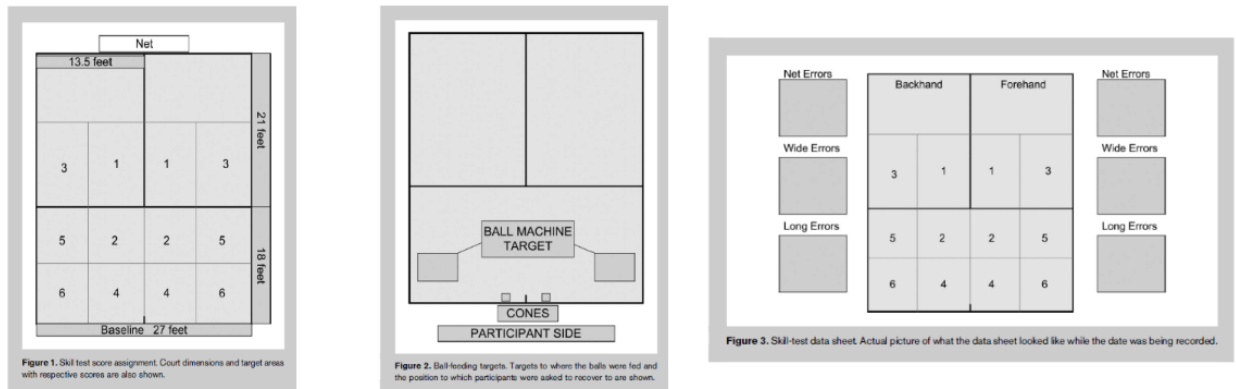 Net
13.5 feet
21 feet
3 1 1 3
5 2 2 5
18 feet
6 4 4 6
Baseline 27 feet
Figure 1. Skill test score assignment. Court dimensions and target areas
with respective scores are also shown.
BALL MACHINE
TARGET
CONES
PARTICIPANT SIDE
Figure 2. Ball-feeding targets. Targets to where the balls were fed and
the position to which participants were asked to recover to are shown.
Net Errors
Backhand Forehand
Net Errors
Wide Errors
Wide Errors
3 1 1 3
Long Errors
Long Errors
5 2 2 5
6 4 4 6
Figure 3. Skill-test data sheet. Actual picture of what the data sheet looked like while the date was being recorded.